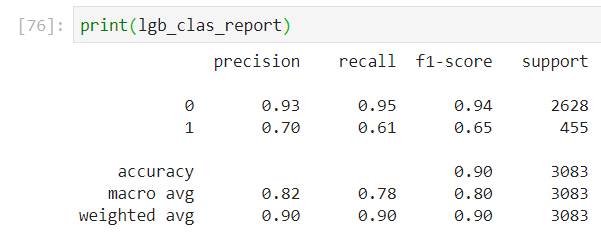 [76]: print(lgb_clas_report)
precision recall f1-score support
0 0.93 0.95 0.94 2628
1 0.70 0.61 0.65 455
accuracy 0.90 3083
macro avg 0.82 0.78 0.80 3083
weighted avg 0.90 0.90 0.90 3083